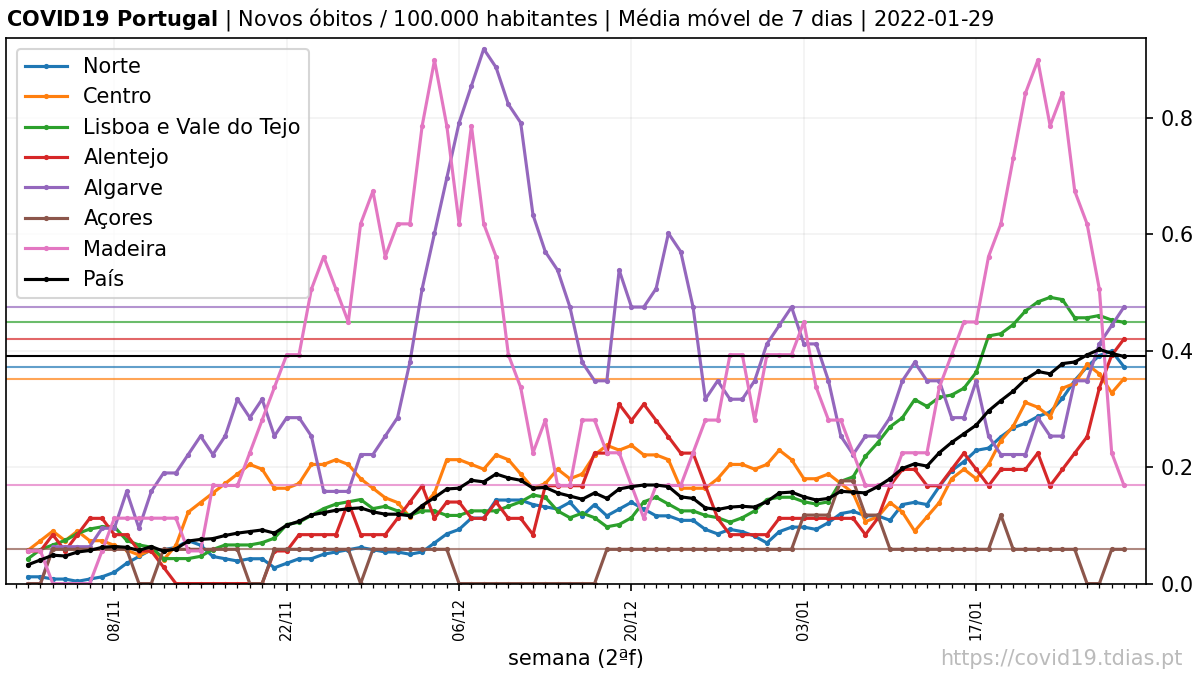 COVID19 Portugal | Novos óbitos / 100.000 habitantes | Média móvel de 7 dias | 2022-01-29
Norte
Centro
Lisboa e Vale do Tejo
Alentejo
Algarve
Açores
Madeira
País
0.8
0.6
0.4
0.2
0.0
08/11
22/11
06/12
20/12
03/01
17/01
semana (2ªf)
https://covid19.tdias.pt